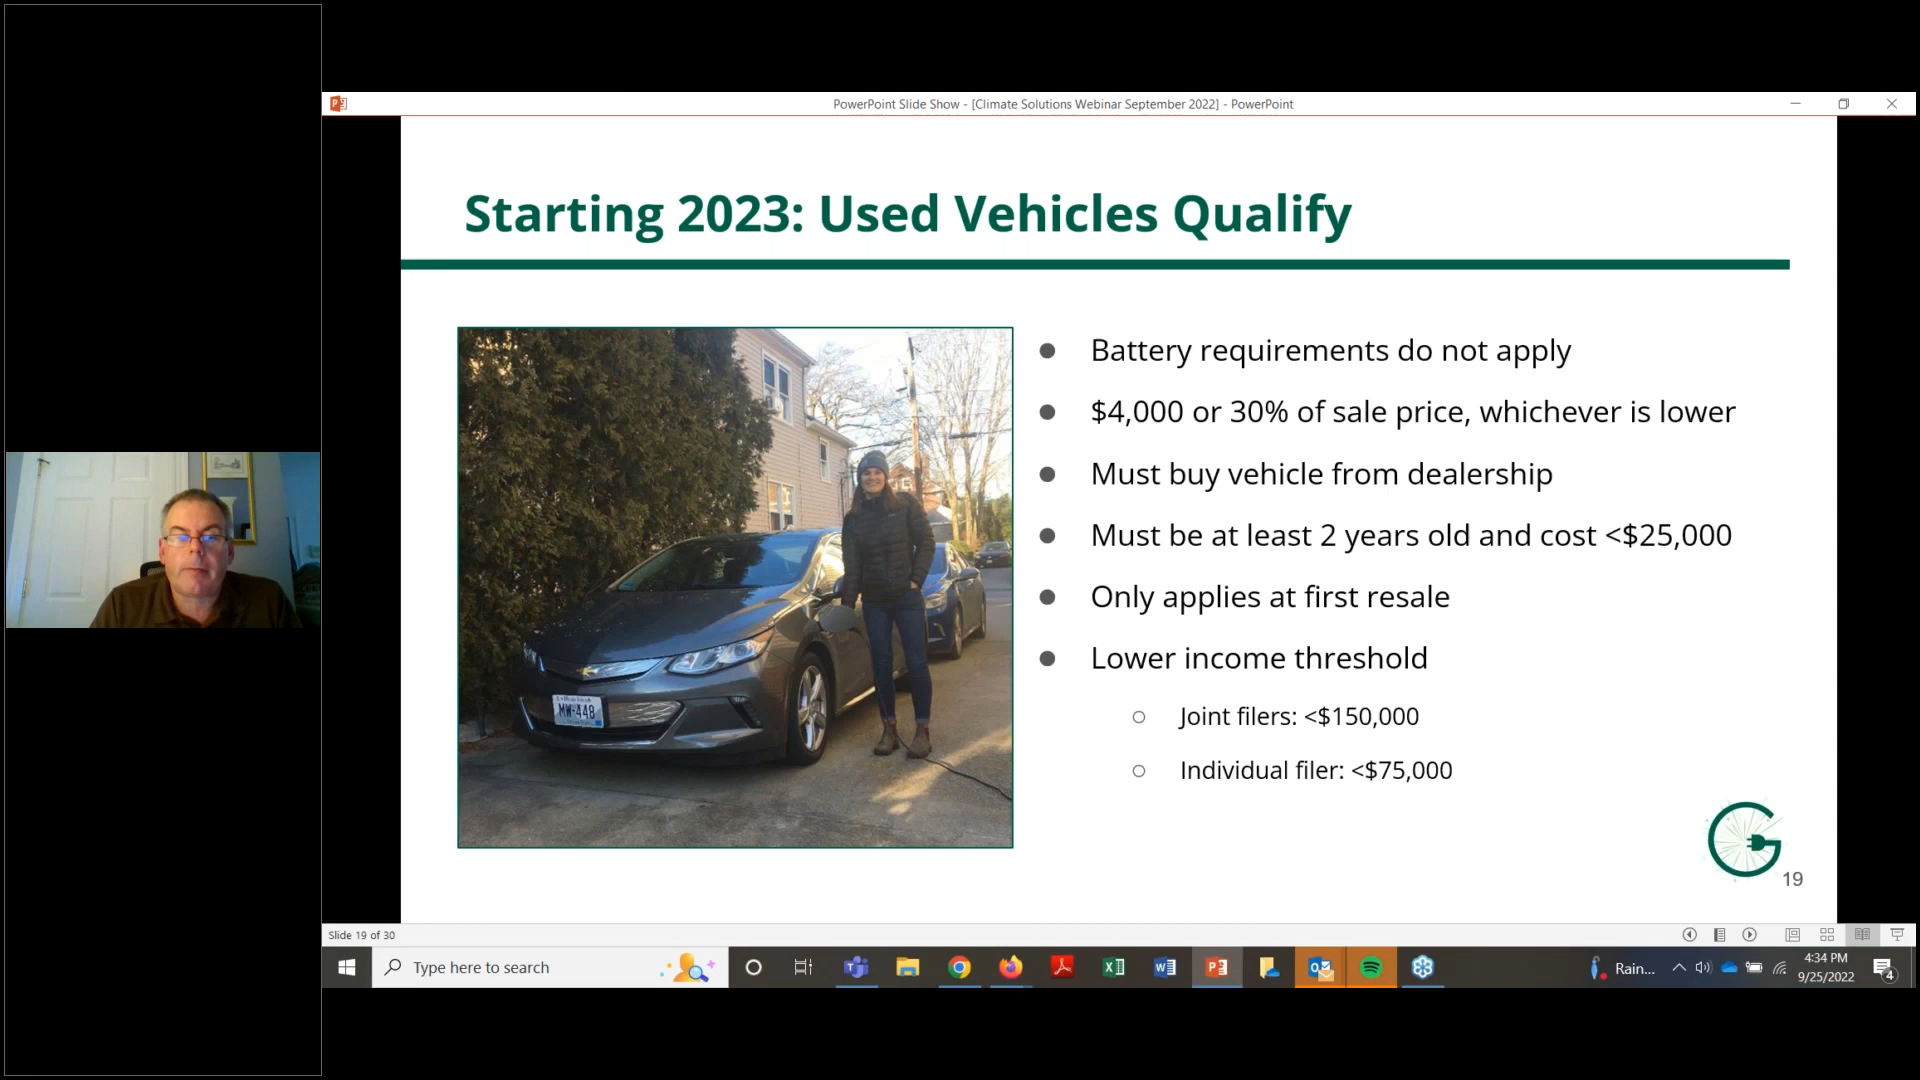 PowerPoint Slide Show - [Climate Solutions Webinar September 2022] - PowerPoint
Starting 2023: Used Vehicles Qualify
Battery requirements do not apply
$4,000 or 30% of sale price, whichever is lower
Must buy vehicle from dealership
Must be at least 2 years old and cost <$25,000
Only applies at first resale
Lower income threshold
Joint filers: <$150,000
Individual filer: <$75,000
MW-448
19
Slide 19 of 30
Type here to search
Rain...
4:34 PM
9/25/2022
4